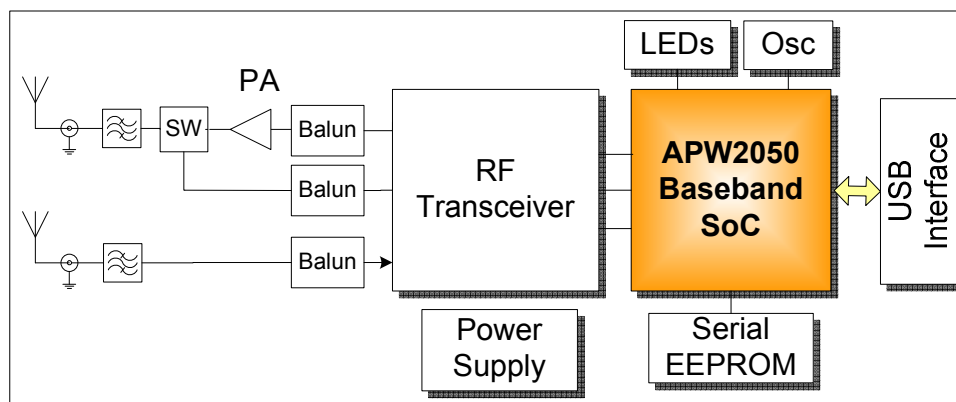 LEDs
Osc
PA
SW
Balun
Balun
Balun
RF
Transceiver
APW2050
Baseband
SoC
USB
Interface
Power
Supply
Serial
EEPROM